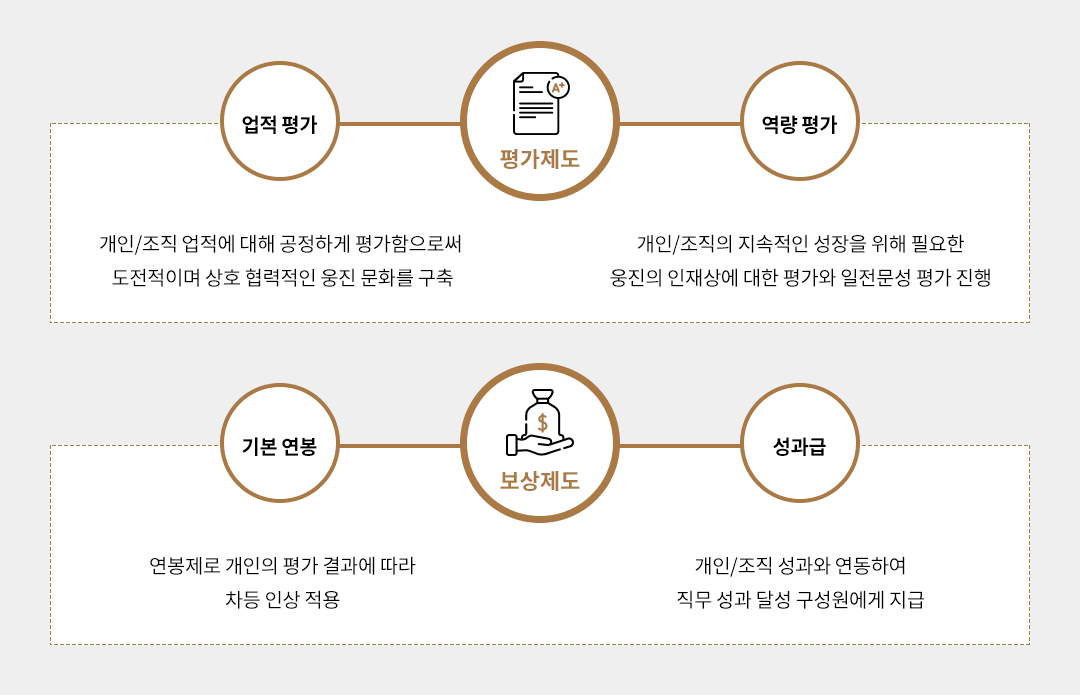 업적 평가
A+
평가제도
역량 평가
개인/조직 업적에 대해 공정하게 평가함으로써
도전적이며 상호 협력적인 웅진 문화를 구축
개인/조직의 지속적인 성장을 위해 필요한
웅진의 인재상에 대한 평가와 일전문성 평가 진행
기본 연봉
$
보상제도
성과급
연봉제로 개인의 평가 결과에 따라
차등 인상 적용
개인/조직 성과와 연동하여
직무 성과 달성 구성원에게 지급